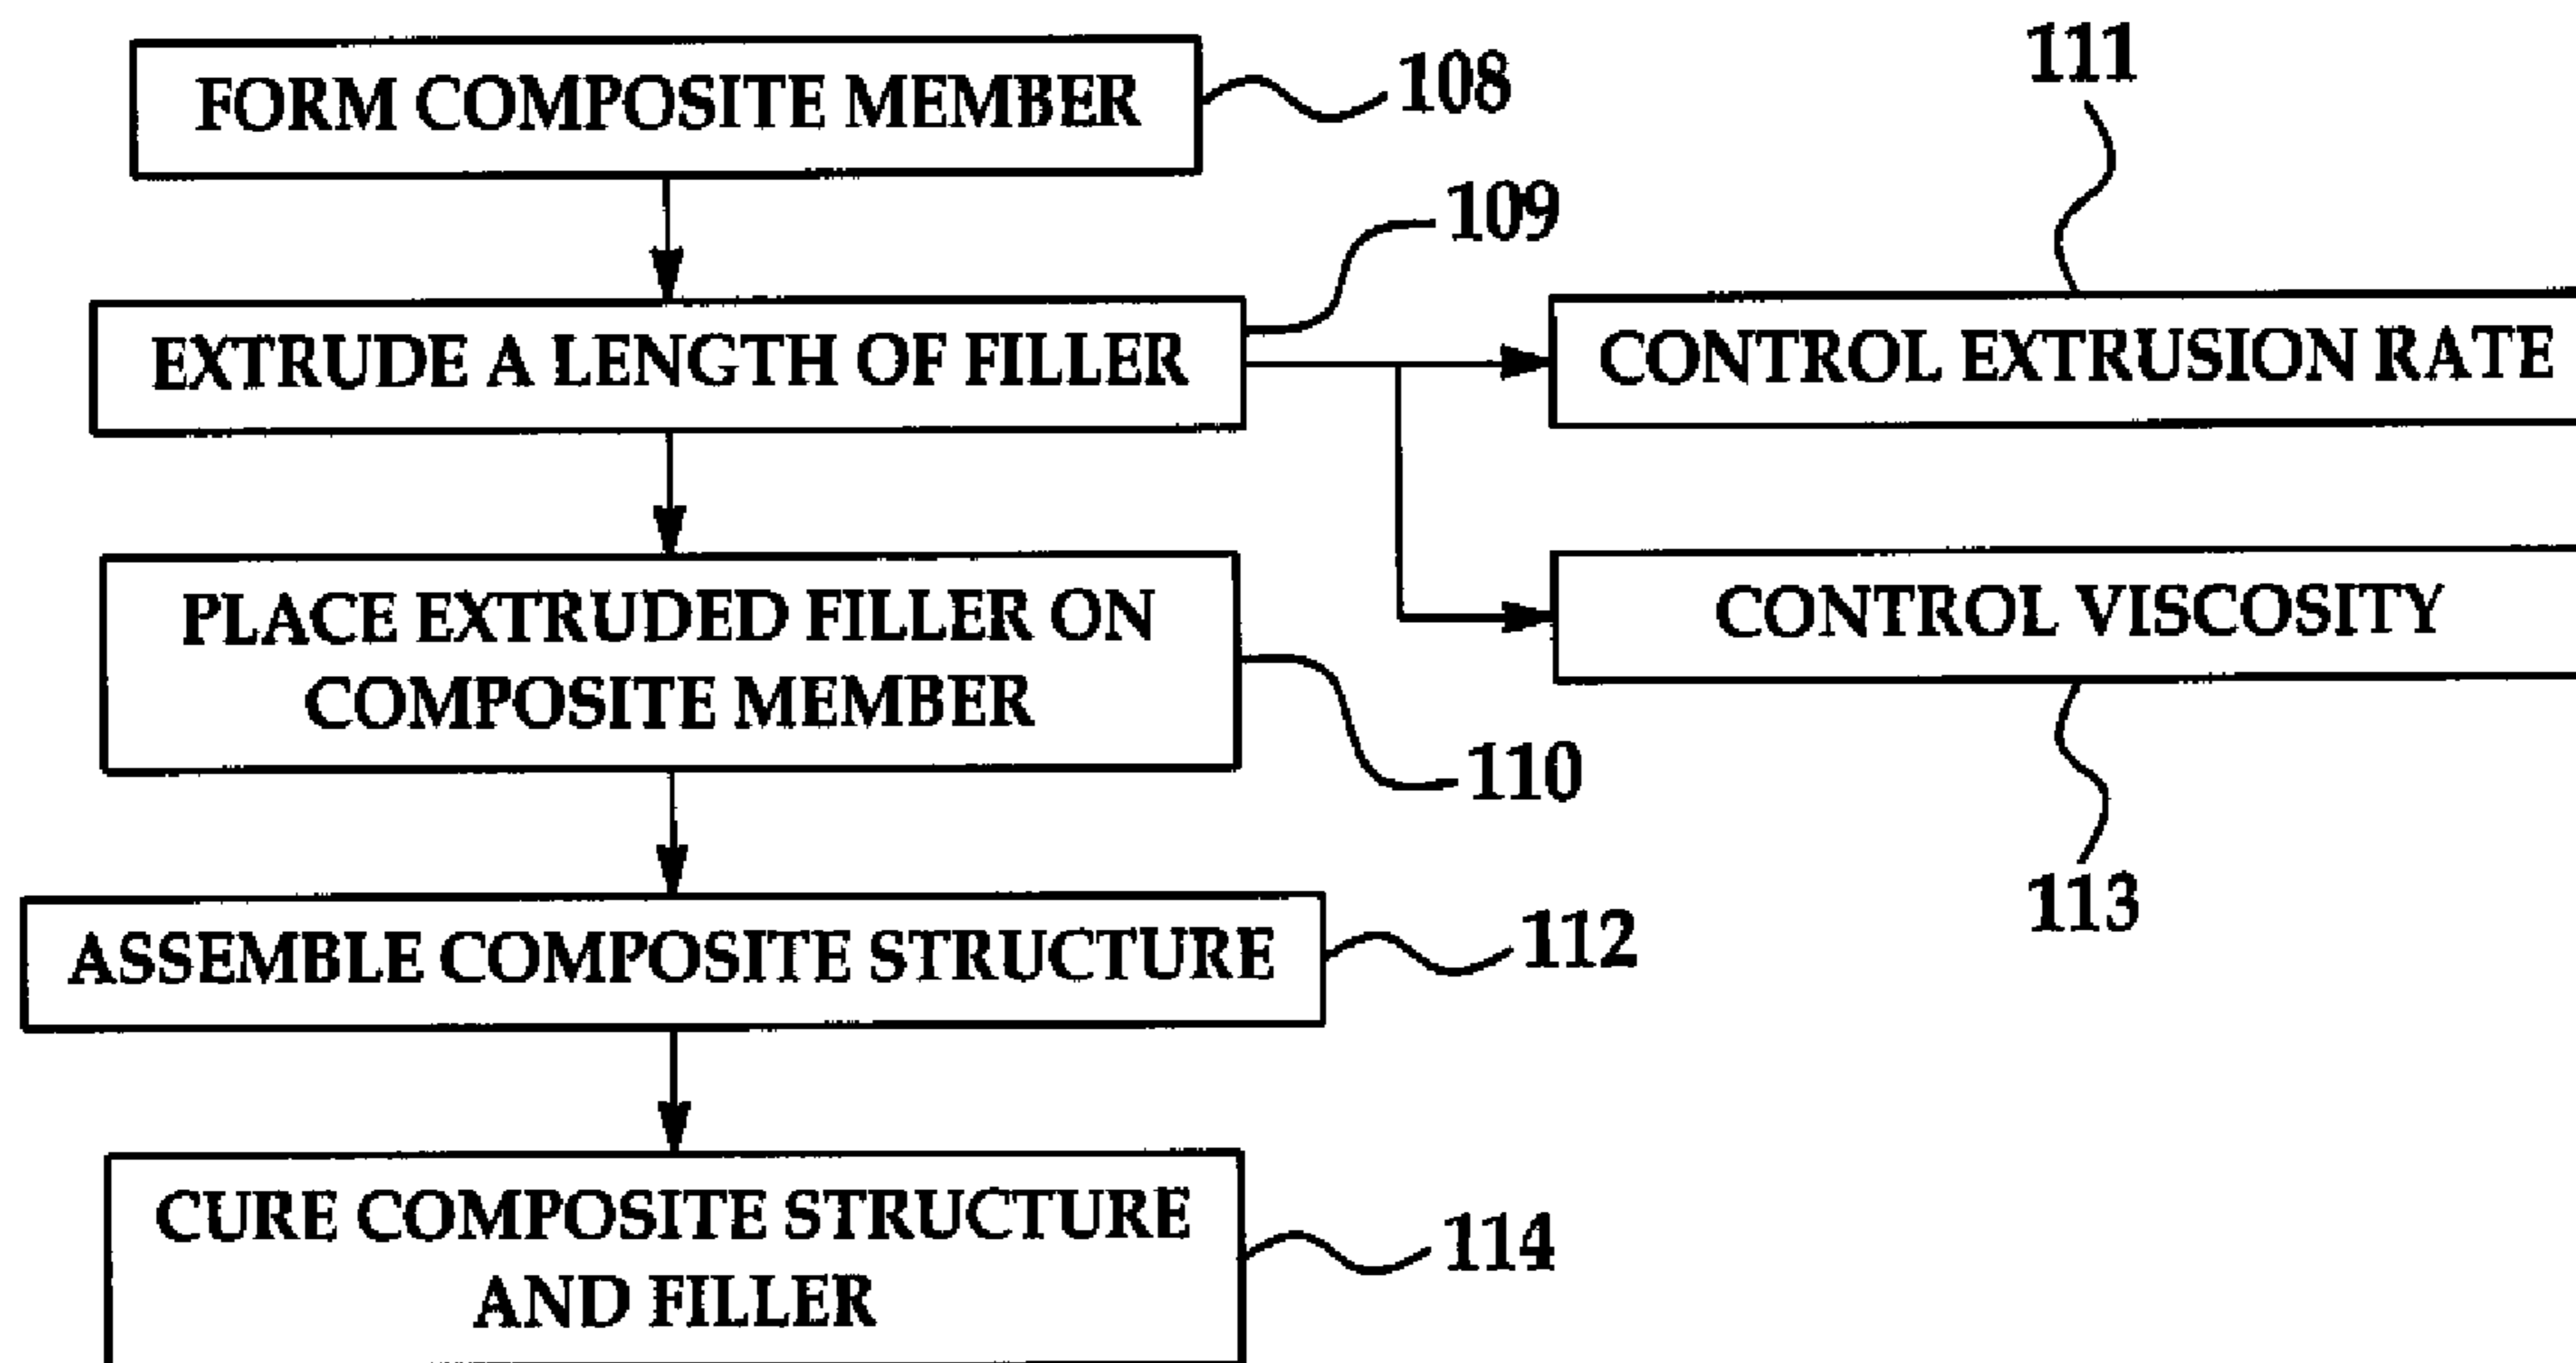 FORM COMPOSITE MEMBER
108
111
109
EXTRUDE A LENGTH OF FILLER
CONTROL EXTRUSION RATE
PLACE EXTRUDED FILLER ON
COMPOSITE MEMBER
CONTROL VISCOSITY
110
113
ASSEMBLE COMPOSITE STRUCTURE
112
CURE COMPOSITE STRUCTURE
AND FILLER
114